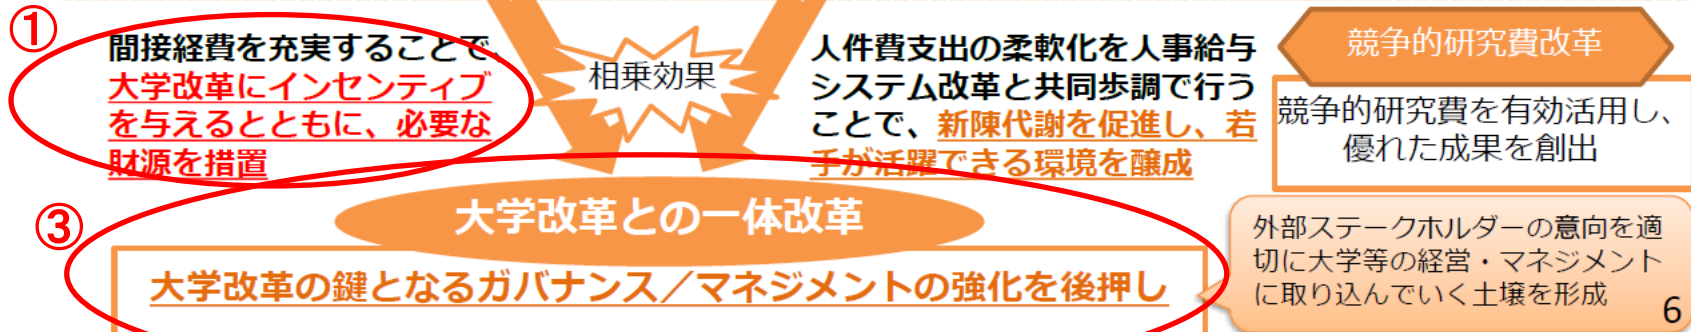 ①
間接経費を充実することで、
大学改革にインセンティブ
を与えるとともに、必要な
財源を措置
相乗効果
人件費支出の柔軟化を人事給与
システム改革と共同歩調で行う
ことで、新陳代謝を促進し、若
手が活躍できる環境を醸成
競争的研究費改革
競争的研究費を有効活用し、
優れた成果を創出
③
大学改革との一体改革
大学改革の鍵となるガバナンス／マネジメントの強化を後押し
外部ステークホルダーの意向を適
切に大学等の経営・マネジメント
に取り込んでいく土壌を形成
6